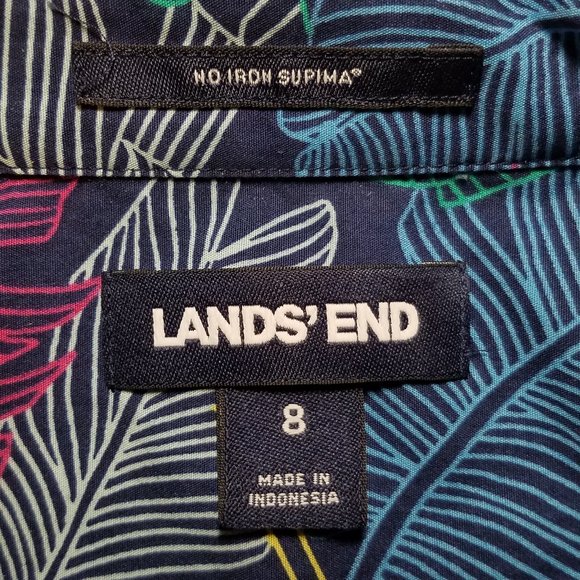 NO IRON SUPIMA®
LANDS' END
8
MADE IN
INDONESIA